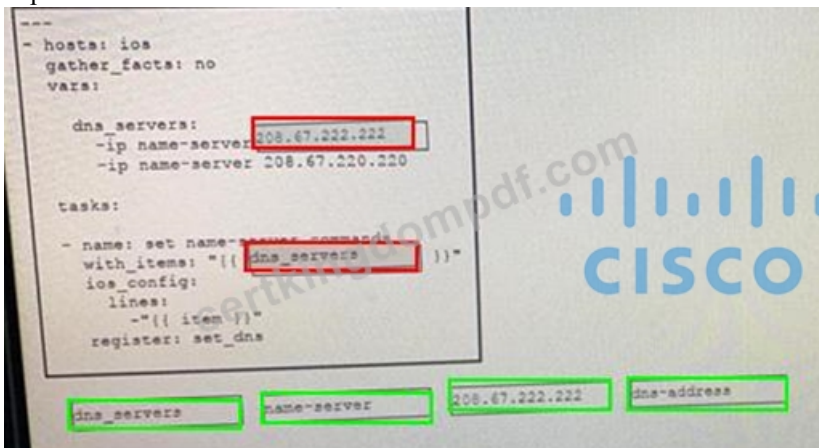 ---
- hosts: ios
gather_facts: no
vars:
dns_servers:
-ip name-server 208.67.222.222
-ip name-server 208.67.220.220
tasks:
- name: set name-server commands
with_items: "{{ dns_servers }}"
ios_config:
lines:
-"{{ item }}"
register: set_dns
dns_servers
name-server
208.67.222.222
dns-address
certkingdompdf.com
CISCO